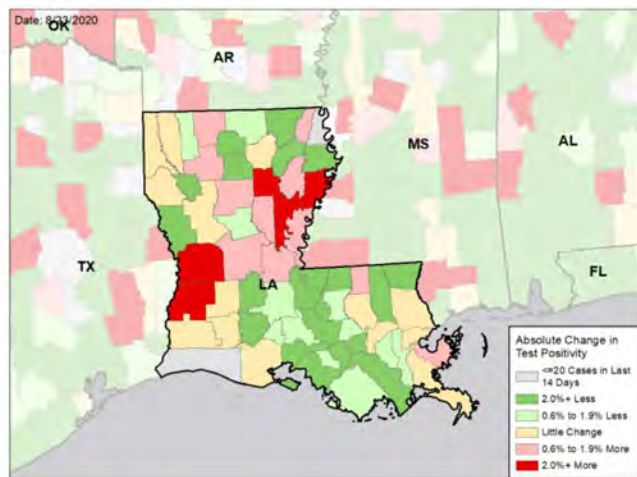 Date: 8/23/2020
OK
AR
MS
AL
TX
LA
FL
Absolute Change in
Test Positivity
<=20 Cases in Last
14 Days
2.0%+ Less
0.6% to 1.9% Less
Little Change
0.6% to 1.9% More
2.0%+ More